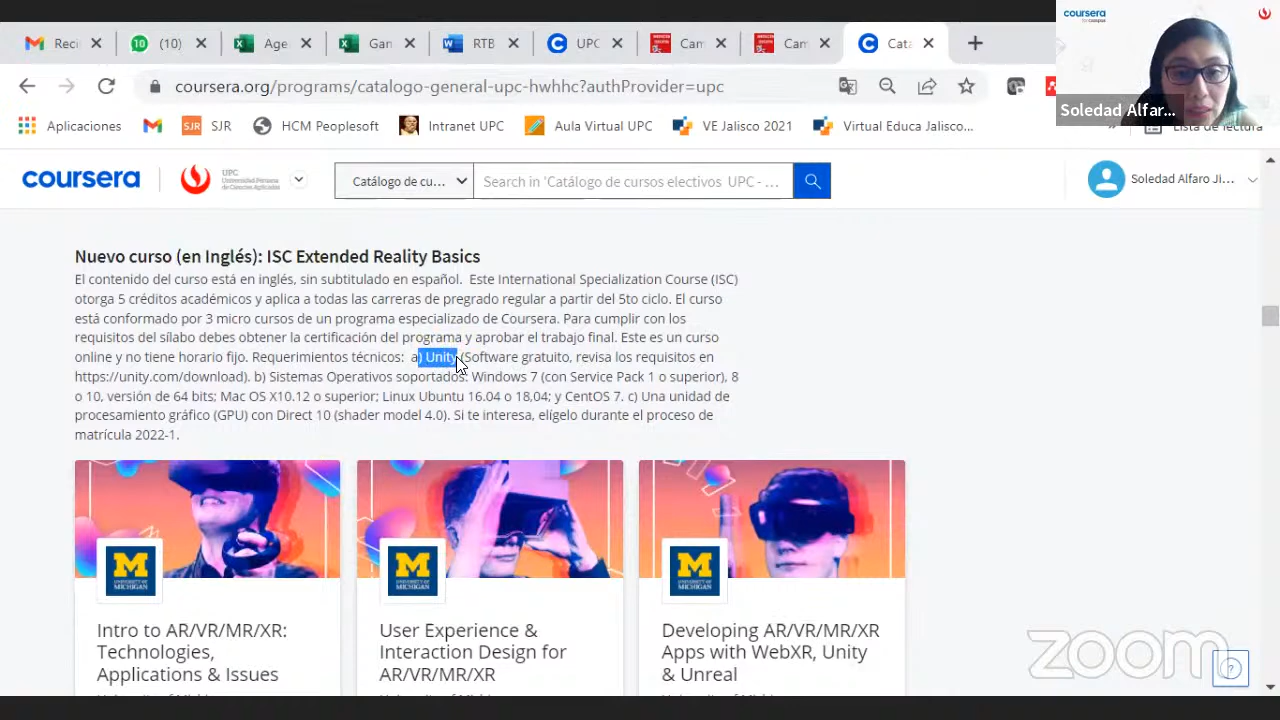 coursera
Soledad Alfar...
Reci
(10)
Age
Gan
RTE
UPC
Cam
Cam
Cata
coursera.org/programs/catalogo-general-upc-hwhhc?authProvider=upc
Aplicaciones
SJR
SJR
HCM Peoplesoft
Intranet UPC
Aula Virtual UPC
VE Jalisco 2021
Virtual Educa Jalisco...
Lista de lectura
coursera
UPC
Universidad Peruana
de Ciencias Aplicadas
Catálogo de cu...
Search in 'Catálogo de cursos electivos UPC - ...
Soledad Alfaro Ji...
Nuevo curso (en Inglés): ISC Extended Reality Basics
El contenido del curso está en inglés, sin subtitulado en español. Este International Specialization Course (ISC)
otorga 5 créditos académicos y aplica a todas las carreras de pregrado regular a partir del 5to ciclo. El curso
está conformado por 3 micro cursos de un programa especializado de Coursera. Para cumplir con los
requisitos del sílabo debes obtener la certificación del programa y aprobar el trabajo final. Este es un curso
online y no tiene horario fijo. Requerimientos técnicos: a) Unity (Software gratuito, revisa los requisitos en
https://unity.com/download). b) Sistemas Operativos soportados: Windows 7 (con Service Pack 1 o superior), 8
o 10, versión de 64 bits; Mac OS X10.12 o superior; Linux Ubuntu 16.04 o 18,04; y CentOS 7. c) Una unidad de
procesamiento gráfico (GPU) con Direct 10 (shader model 4.0). Si te interesa, elígelo durante el proceso de
matrícula 2022-1.
M
UNIVERSITY OF
MICHIGAN
M
UNIVERSITY OF
MICHIGAN
M
UNIVERSITY OF
MICHIGAN
Intro to AR/VR/MR/XR:
Technologies,
Applications & Issues
User Experience &
Interaction Design for
AR/VR/MR/XR
Developing AR/VR/MR/XR
Apps with WebXR, Unity
& Unreal
zoom